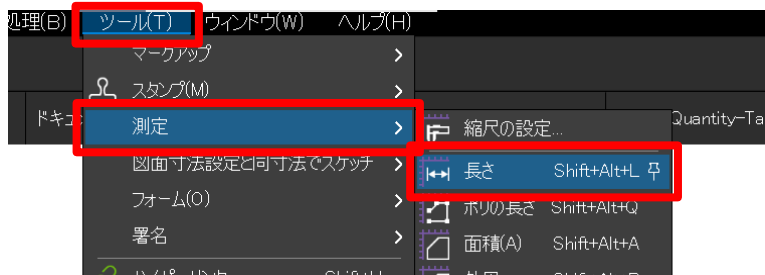 処理(B) ツール(T) ウィンドウ(W) ヘルプ(H)
マークアップ
スタンプ(M)
測定
図面寸法設定と同寸法でスケッチ
フォーム(O)
署名
縮尺の設定...
長さ Shift+Alt+L
ポリの長さ Shift+Alt+Q
面積(A) Shift+Alt+A
ドキュ
Quantity-Ta